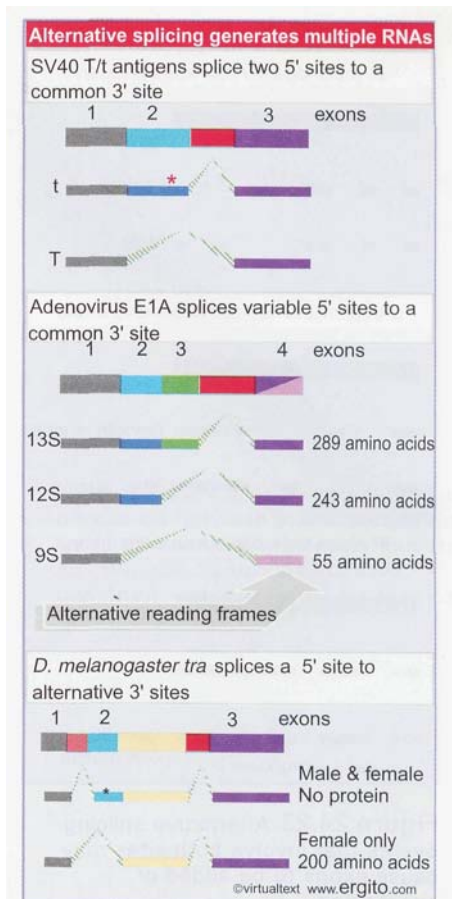 Alternative splicing generates multiple RNAs
SV40 T/t antigens splice two 5' sites to a
common 3' site
1 2 3 exons
*
t
T
Adenovirus E1A splices variable 5' sites to a
common 3' site
1 2 3 4 exons
13S 289 amino acids
12S 243 amino acids
9S 55 amino acids
Alternative reading frames
D. melanogaster tra splices a 5' site to
alternative 3' sites
1 2 3 exons
Male & female
* No protein
Female only
200 amino acids
©virtualtext www.ergito.com